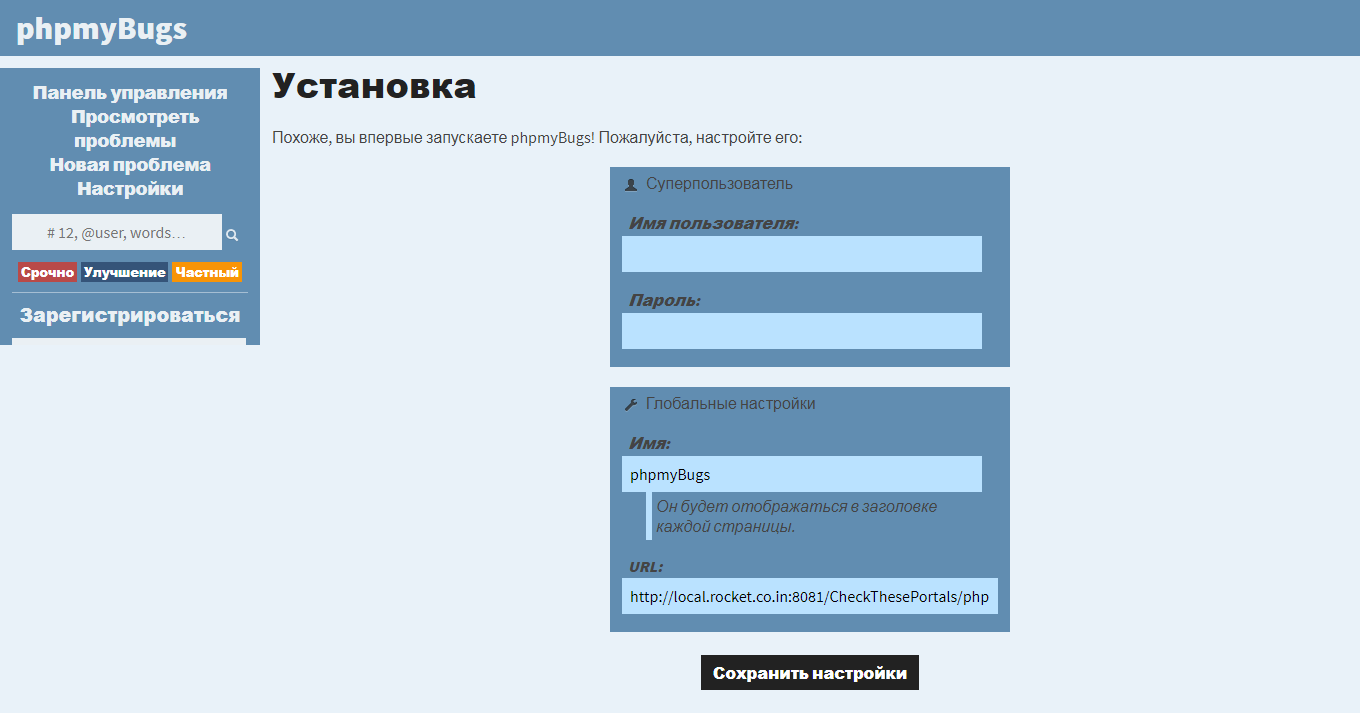 phpmyBugs
Панель управления
Просмотреть
проблемы
Новая проблема
Настройки
# 12, @user, words…
Срочно Улучшение Частный
Зарегистрироваться
Установка
Похоже, вы впервые запускаете phpmyBugs! Пожалуйста, настройте его:
Суперпользователь
Имя пользователя:
Пароль:
Глобальные настройки
Имя:
phpmyBugs
Он будет отображаться в заголовке
каждой страницы.
URL:
http://local.rocket.co.in:8081/CheckThesePortals/php
Сохранить настройки